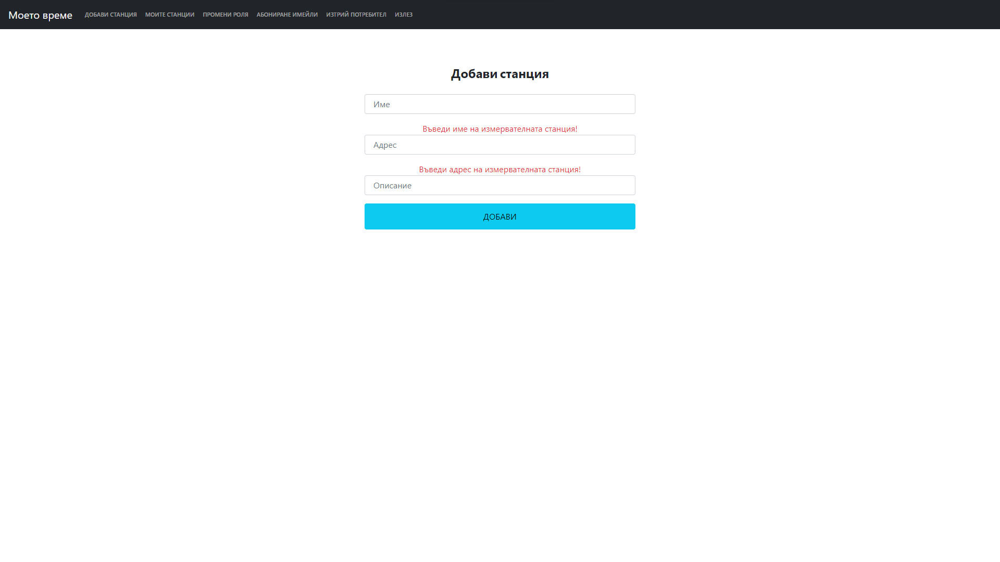 Моето време ДОБАВИ СТАНЦИЯ МОИТЕ СТАНЦИИ ПРОМЕНИ РОЛЯ АБОНИРАНЕ ИМЕЙЛИ ИЗТРИЙ ПОТРЕБИТЕЛ ИЗЛЕЗ
Добави станция
Име
Въведи име на измервателната станция!
Адрес
Въведи адрес на измервателната станция!
Описание
ДОБАВИ